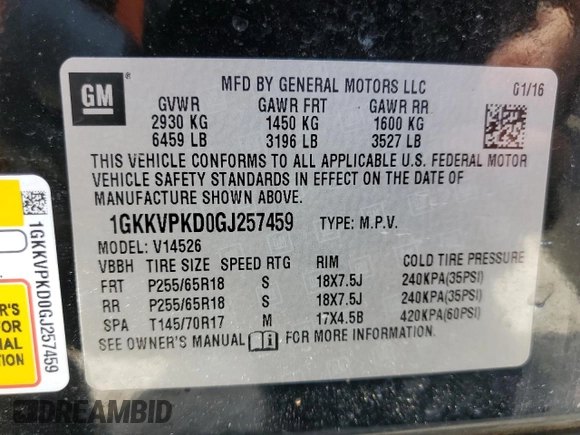 GM ®
MFD BY GENERAL MOTORS LLC 01/16
GVWR GAWR FRT GAWR RR
2930 KG 1450 KG 1600 KG
6459 LB 3196 LB 3527 LB
THIS VEHICLE CONFORMS TO ALL APPLICABLE U.S. FEDERAL MOTOR
VEHICLE SAFETY STANDARDS IN EFFECT ON THE DATE OF
MANUFACTURE SHOWN ABOVE.
1GKKVPKD0GJ257459 TYPE: M.P.V.
MODEL: V14526
VBBH TIRE SIZE SPEED RTG RIM COLD TIRE PRESSURE
FRT P255/65R18 S 18X7.5J 240KPA(35PSI)
RR P255/65R18 S 18X7.5J 240KPA(35PSI)
SPA T145/70R17 M 17X4.5B 420KPA(60PSI)
SEE OWNER'S MANUAL i FOR MORE INFORMATION.
1GKKVPKD0GJ257459
ER'S
FOR
ION
DREAMBID